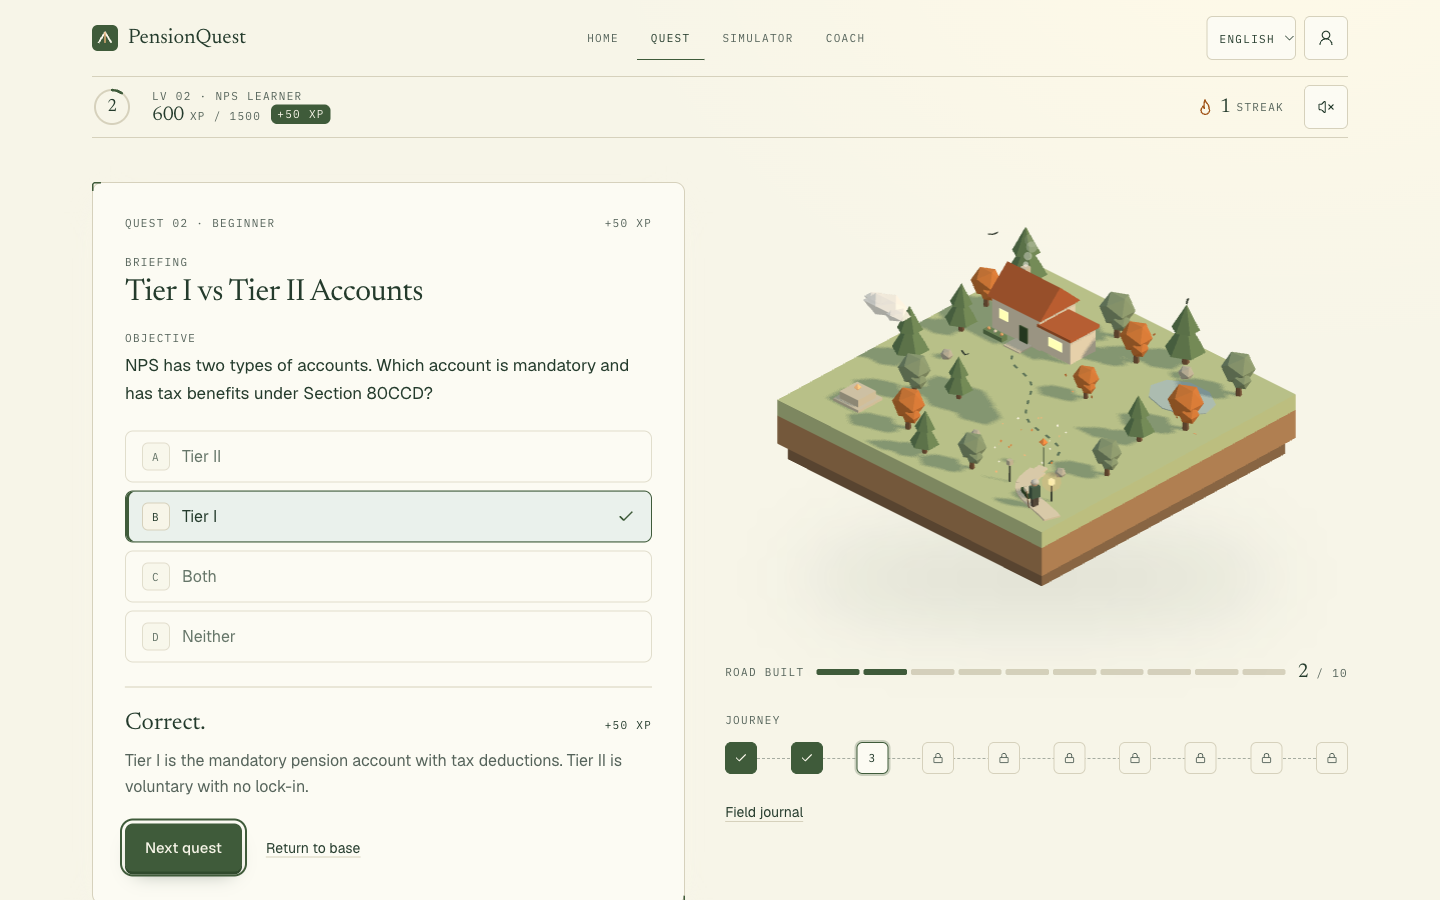 PensionQuest
HOME
QUEST
SIMULATOR
COACH
ENGLISH
2
LV 02 · NPS LEARNER
600 XP / 1500 +50 XP
1 STREAK
QUEST 02 · BEGINNER
+50 XP
BRIEFING
Tier I vs Tier II Accounts
OBJECTIVE
NPS has two types of accounts. Which account is mandatory and
has tax benefits under Section 80CCD?
A Tier II
B Tier I
C Both
D Neither
Correct.
+50 XP
Tier I is the mandatory pension account with tax deductions. Tier II is
voluntary with no lock-in.
Next quest
Return to base
ROAD BUILT
2 / 10
JOURNEY
3
Field journal